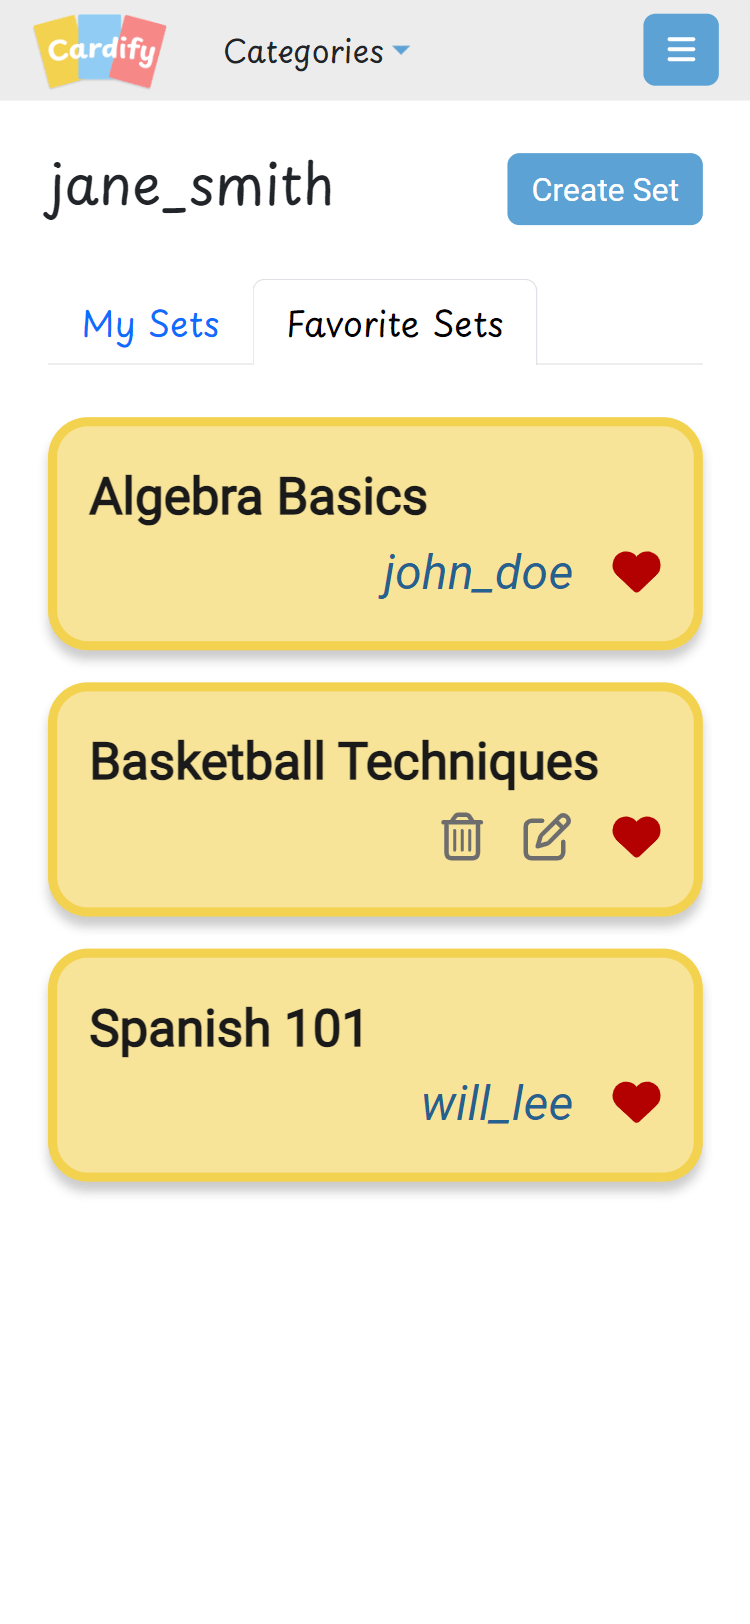 Cardify Categories
jane_smith Create Set
My Sets Favorite Sets
Algebra Basics
john_doe
Basketball Techniques
Spanish 101
will_lee